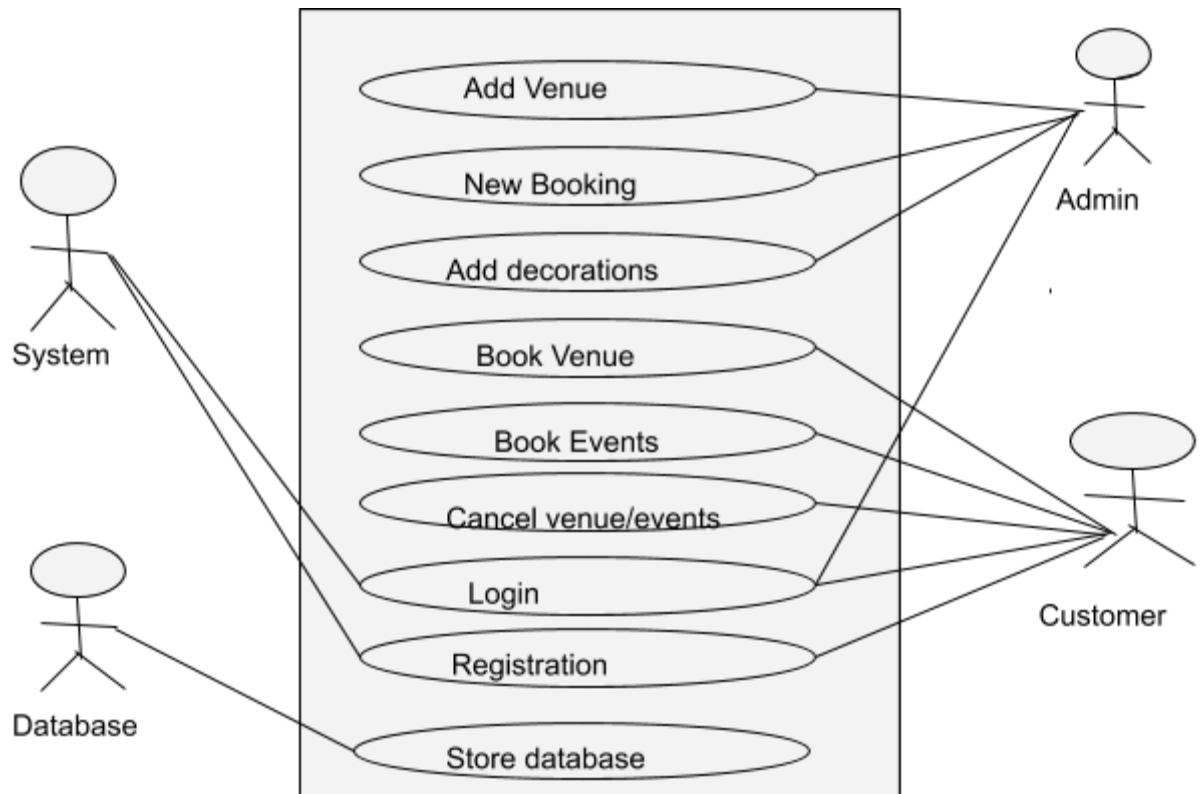 Add Venue
New Booking
Admin
Add decorations
System
Book Venue
Book Events
Cancel venue/events
Login
Customer
Registration
Database
Store database